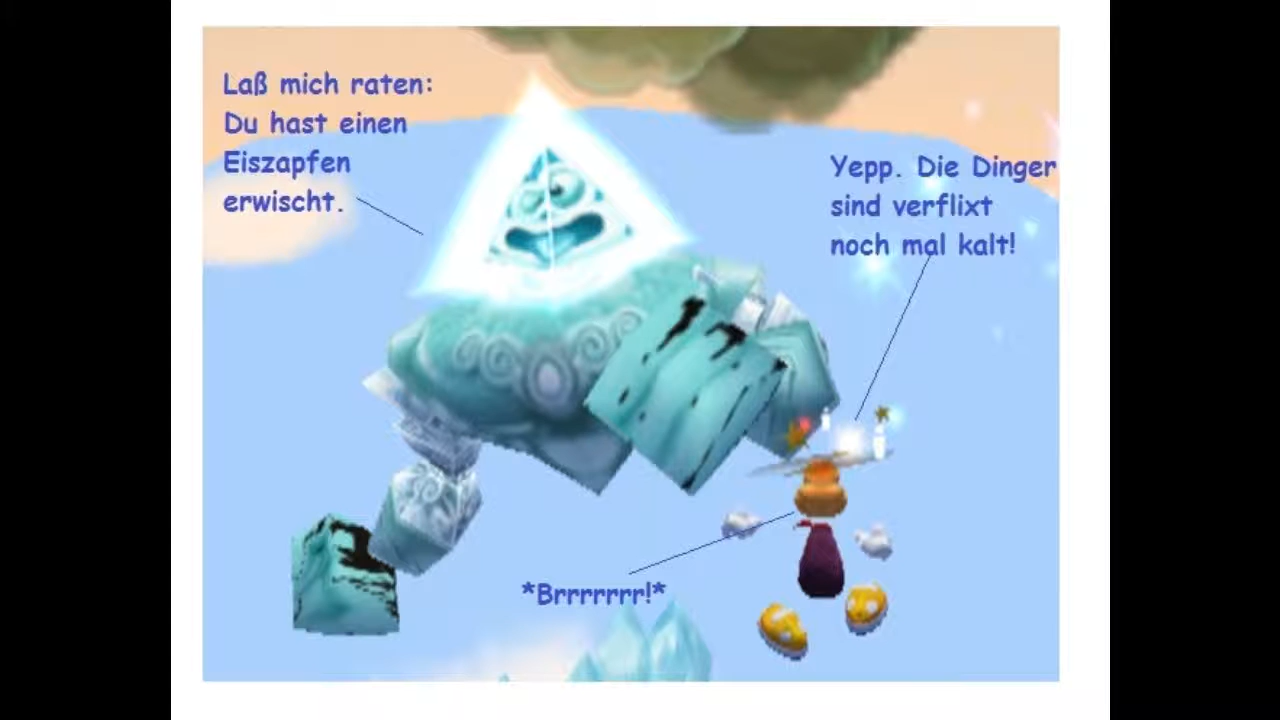 Laß mich raten:
Du hast einen
Eiszapfen
erwischt.
Yepp. Die Dinger
sind verflixt
noch mal kalt!
*Brrrrrrr!*